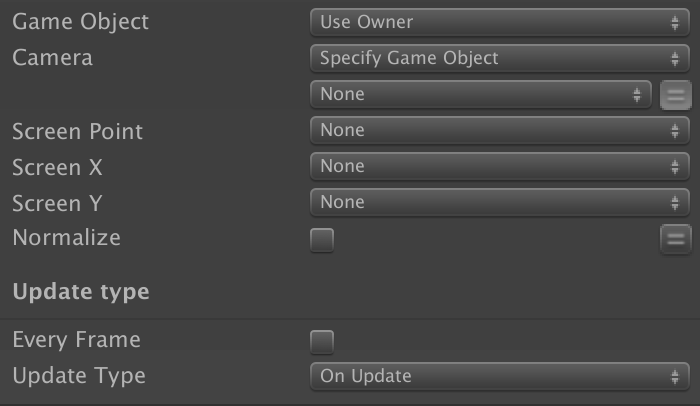 Game Object Use Owner
Camera Specify Game Object
None
Screen Point None
Screen X None
Screen Y None
Normalize
Update type
Every Frame
Update Type On Update